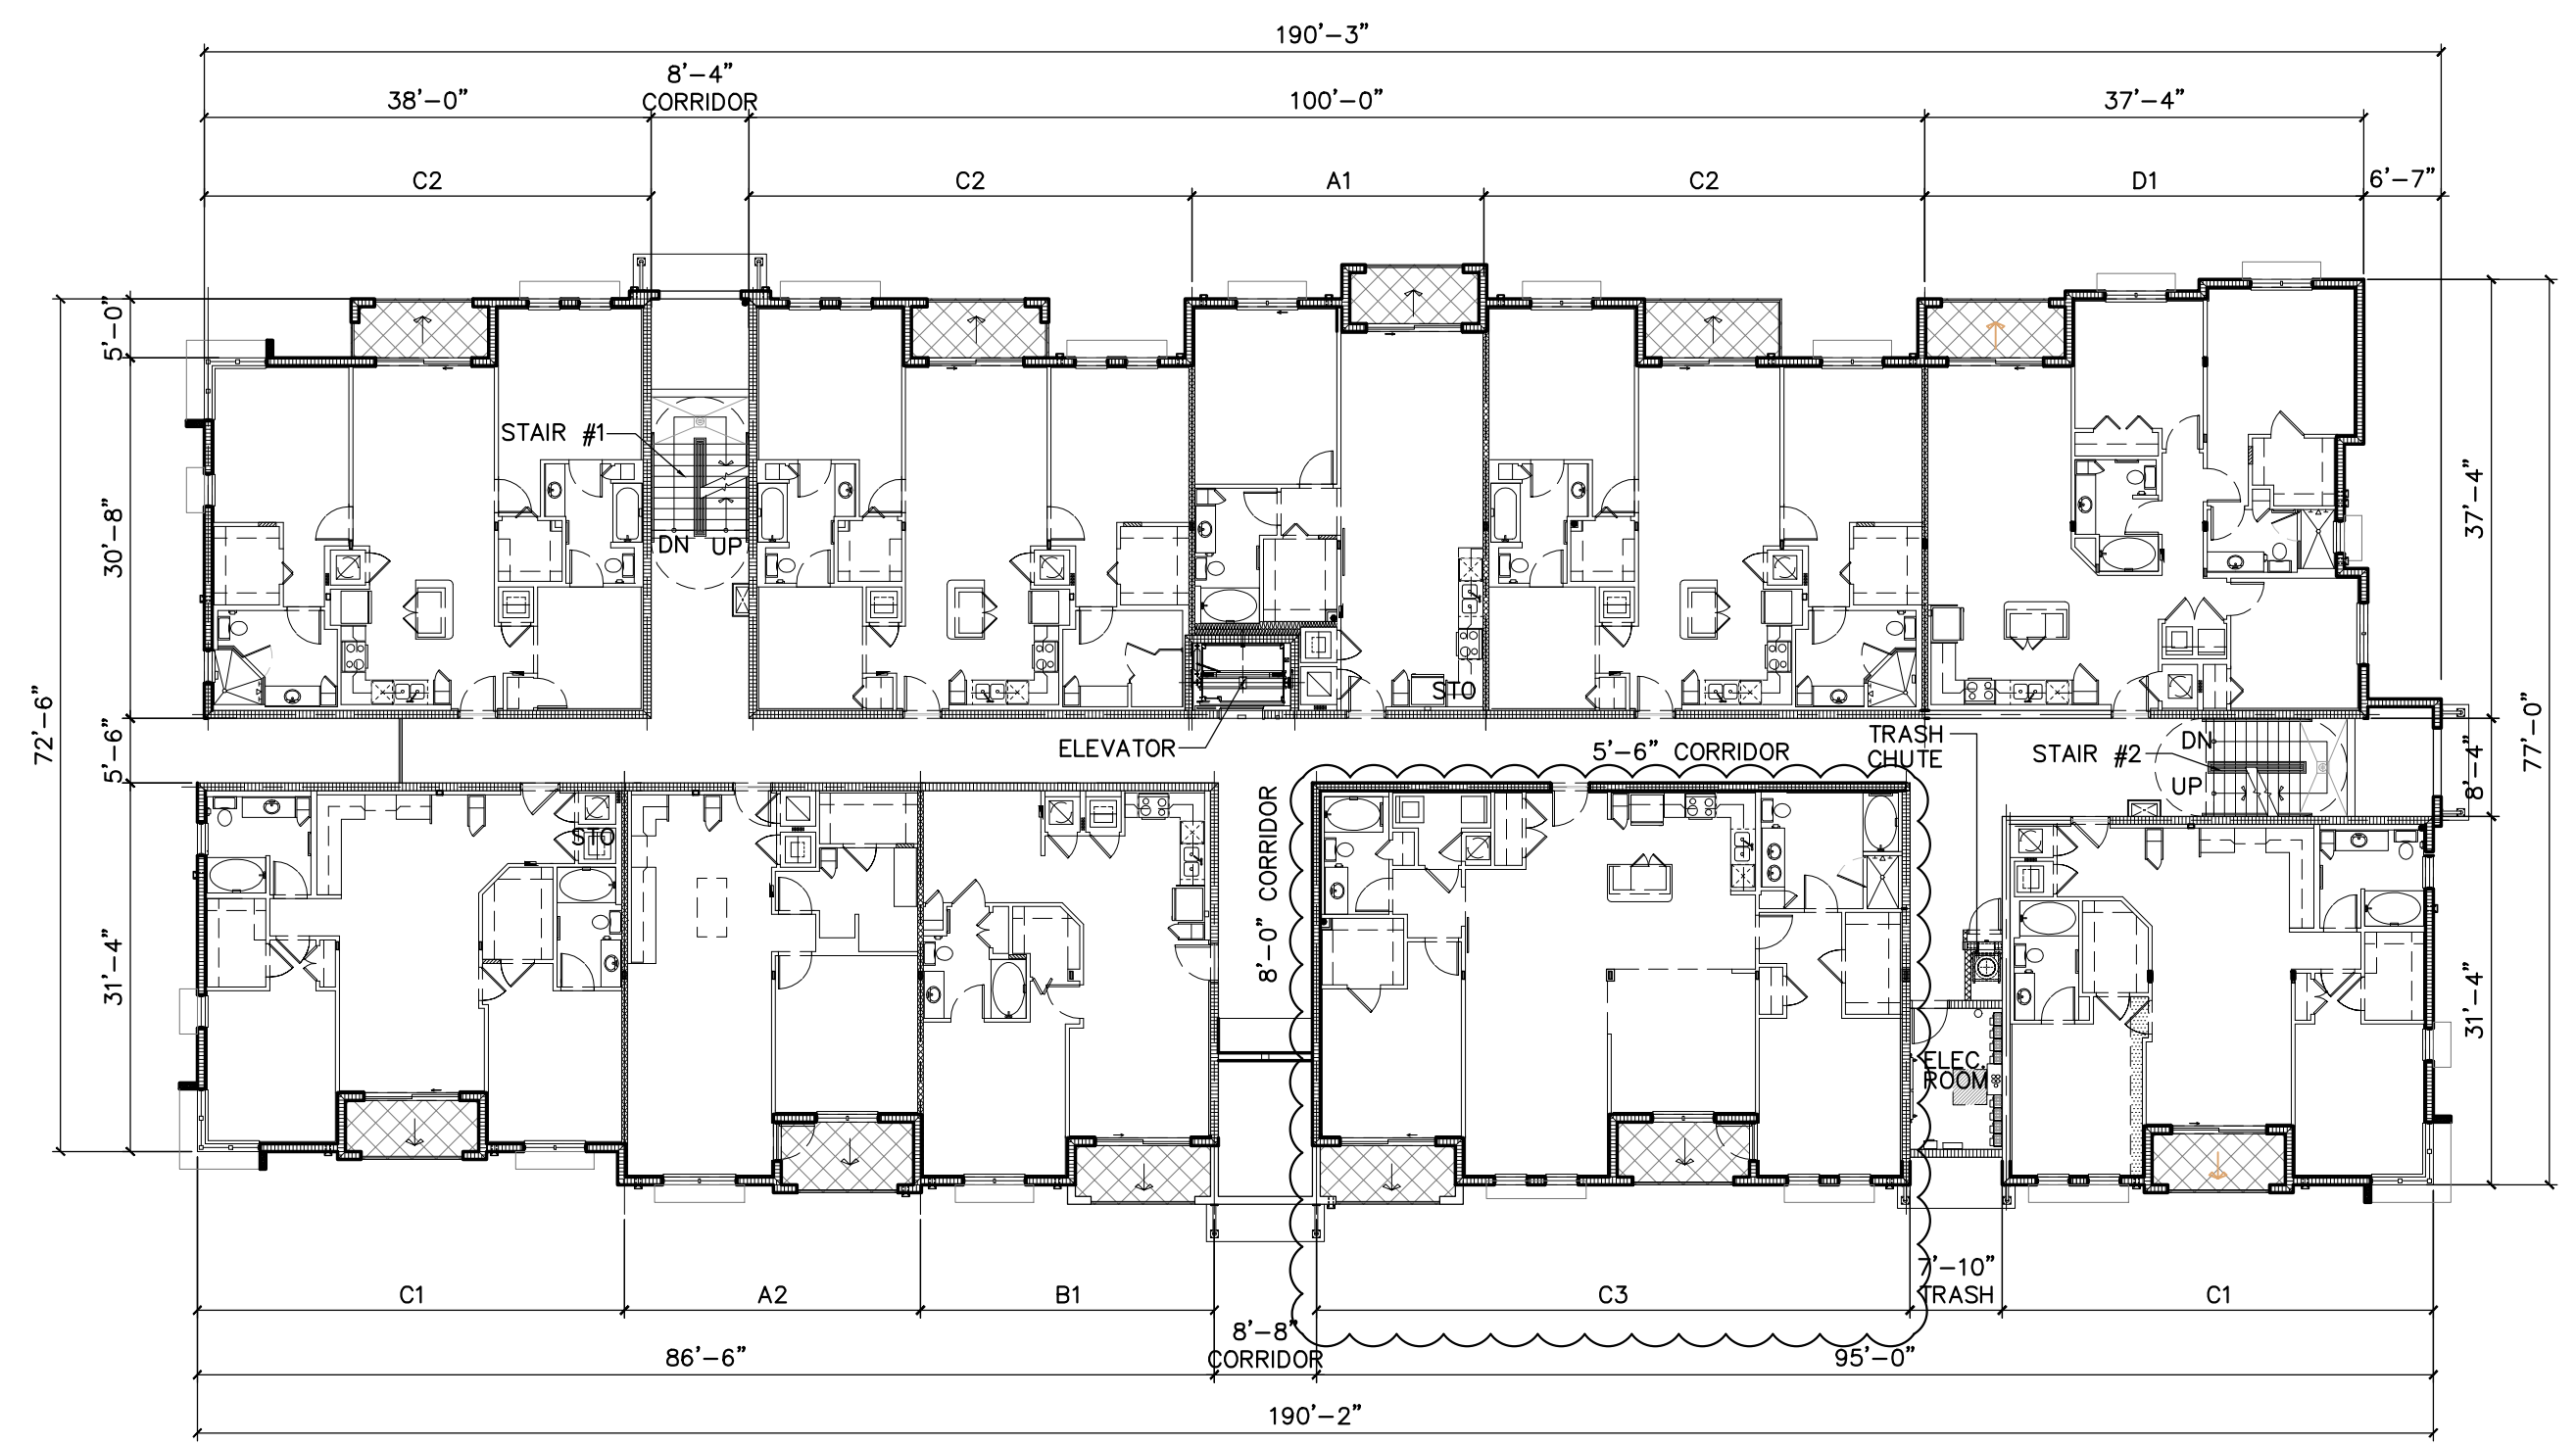 190’-3”
8’-4”
CORRIDOR
38’-0”
100’-0”
37’-4”
C2
C2
A1
C2
D1
6’-7”
5’-0”
STAIR #1
30’-8”
37’-4”
DN
UP
STO
72’-6”
5’-6”
ELEVATOR
5’-6” CORRIDOR
TRASH
CHUTE
STAIR #2
DN
UP
8’-4”
77’-0”
STO
8’-0” CORRIDOR
31’-4”
31’-4”
ELEC.
ROOM
C1
A2
B1
C3
7’-10”
TRASH
C1
8’-8”
CORRIDOR
86’-6”
95’-0”
190’-2”